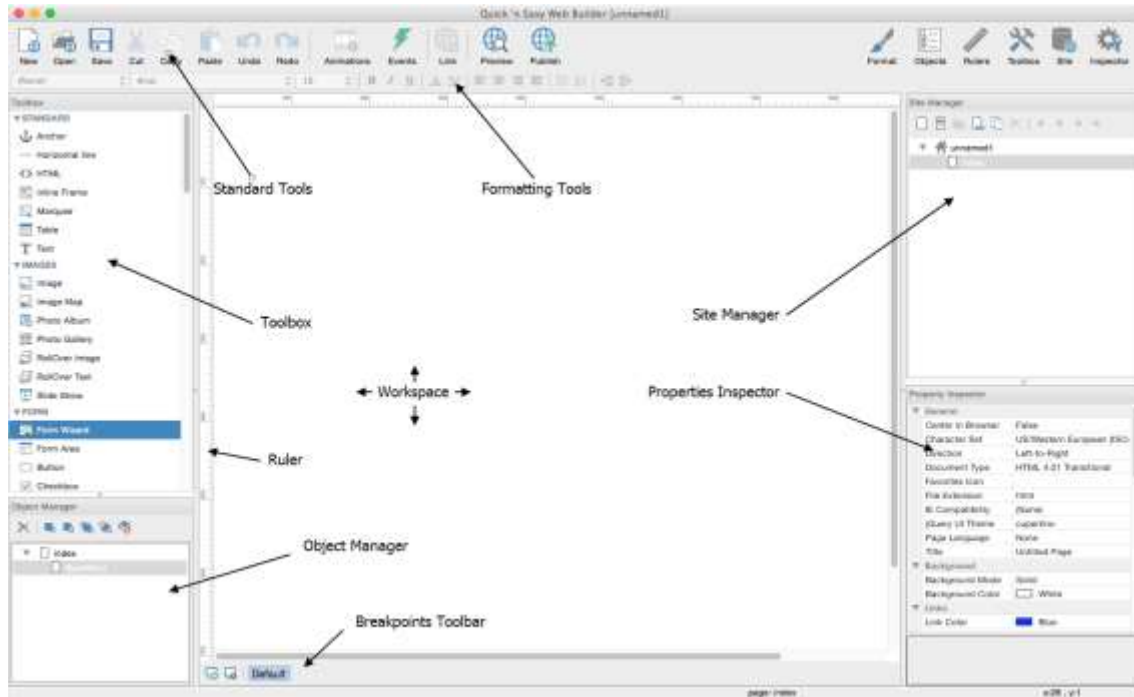 Quick 'n Easy Web Builder [unnamed1]
New Open Save Cut Copy Paste Undo Redo Animations Events Link Preview Publish Format Objects Rulers Toolbox Site Inspector
Toolbox
STANDARD
Anchor
Horizontal line
HTML
Inline Frame
Marquee
Table
Text
IMAGES
Image
Image Map
Photo Album
Photo Gallery
RollOver Image
RollOver Text
Slide Show
FORMS
Form Wizard
Form Area
Button
Checkbox
Object Manager
index
Standard Tools
Formatting Tools
Toolbox
Workspace
Ruler
Object Manager
Breakpoints Toolbar
Site Manager
Properties Inspector
Default
Site Manager
unnamed1
index
Property Inspector
General
Center in Browser False
Character Set US/Western European (ISO
Direction Left-to-Right
Document Type HTML 4.01 Transitional
Favorites Icon
File Extension html
IE Compatibility (None)
jQuery UI Theme cupertino
Page Language None
Title Untitled Page
Background
Background Mode Solid
Background Color White
Links
Link Color Blue
page: index